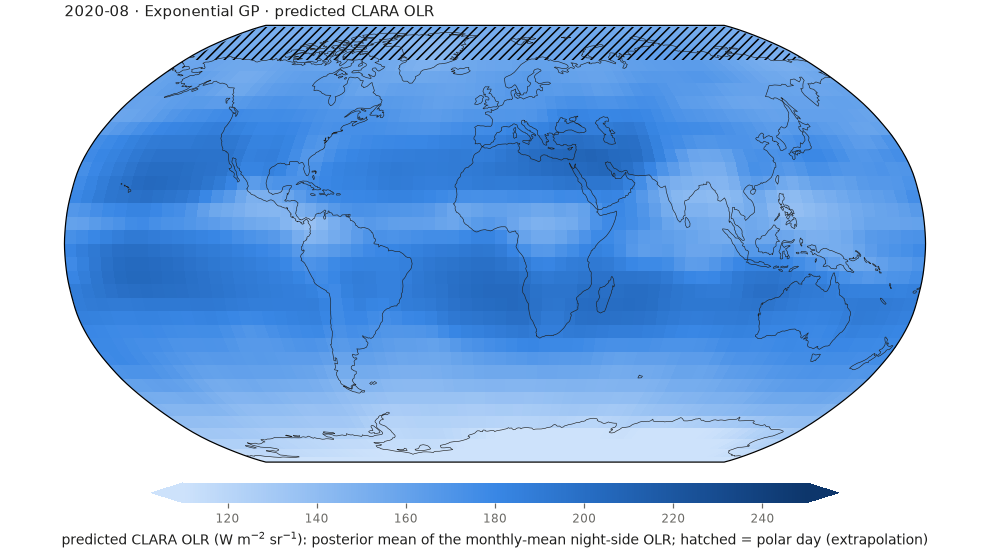 2020-08 · Exponential GP · predicted CLARA OLR
120 140 160 180 200 220 240
predicted CLARA OLR (W m⁻² sr⁻¹): posterior mean of the monthly-mean night-side OLR; hatched = polar day (extrapolation)